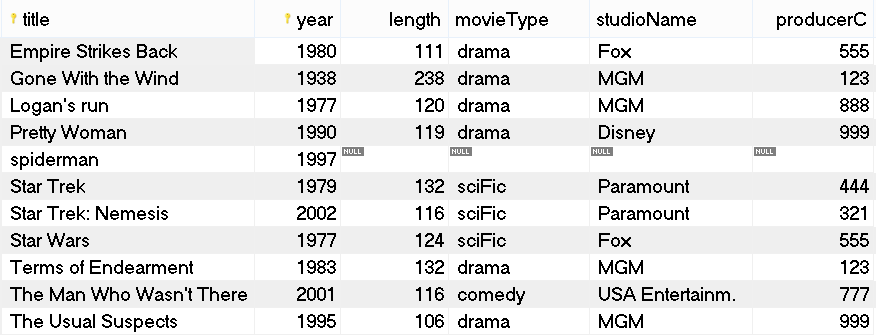 title year length movieType studioName producerC
Empire Strikes Back 1980 111 drama Fox 555
Gone With the Wind 1938 238 drama MGM 123
Logan's run 1977 120 drama MGM 888
Pretty Woman 1990 119 drama Disney 999
spiderman 1997 NULL NULL NULL NULL
Star Trek 1979 132 sciFic Paramount 444
Star Trek: Nemesis 2002 116 sciFic Paramount 321
Star Wars 1977 124 sciFic Fox 555
Terms of Endearment 1983 132 drama MGM 123
The Man Who Wasn't There 2001 116 comedy USA Entertainm. 777
The Usual Suspects 1995 106 drama MGM 999